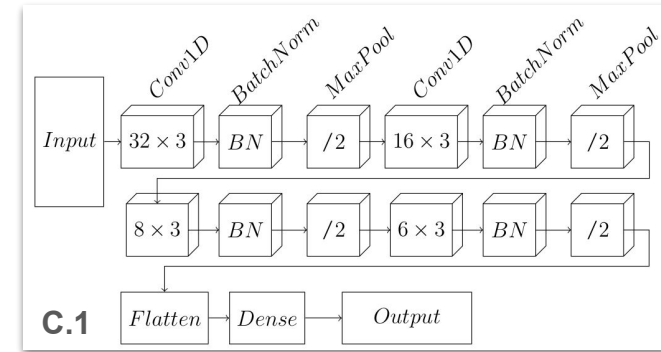 Conv1D BatchNorm MaxPool Conv1D BatchNorm MaxPool
Input 32 × 3 BN /2 16 × 3 BN /2
8 × 3 BN /2 6 × 3 BN /2
C.1 Flatten Dense Output